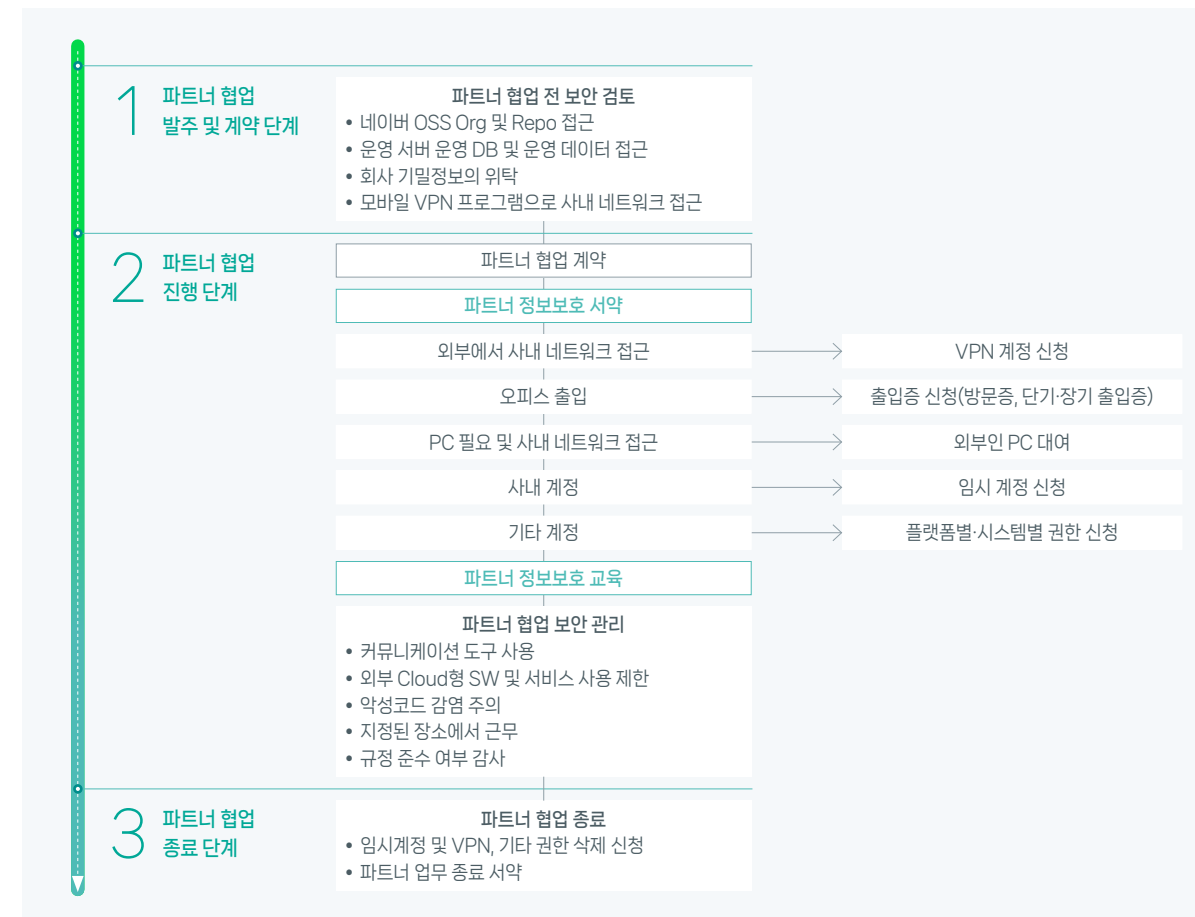 1
파트너 협업
발주 및 계약 단계
파트너 협업 전 보안 검토
• 네이버 OSS Org 및 Repo 접근
• 운영 서버 운영 DB 및 운영 데이터 접근
• 회사 기밀정보의 위탁
• 모바일 VPN 프로그램으로 사내 네트워크 접근
2
파트너 협업
진행 단계
파트너 협업 계약
파트너 정보보호 서약
외부에서 사내 네트워크 접근
VPN 계정 신청
오피스 출입
출입증 신청(방문증, 단기·장기 출입증)
PC 필요 및 사내 네트워크 접근
외부인 PC 대여
사내 계정
임시 계정 신청
기타 계정
플랫폼별·시스템별 권한 신청
파트너 정보보호 교육
파트너 협업 보안 관리
• 커뮤니케이션 도구 사용
• 외부 Cloud형 SW 및 서비스 사용 제한
• 악성코드 감염 주의
• 지정된 장소에서 근무
• 규정 준수 여부 감사
3
파트너 협업
종료 단계
파트너 협업 종료
• 임시계정 및 VPN, 기타 권한 삭제 신청
• 파트너 업무 종료 서약